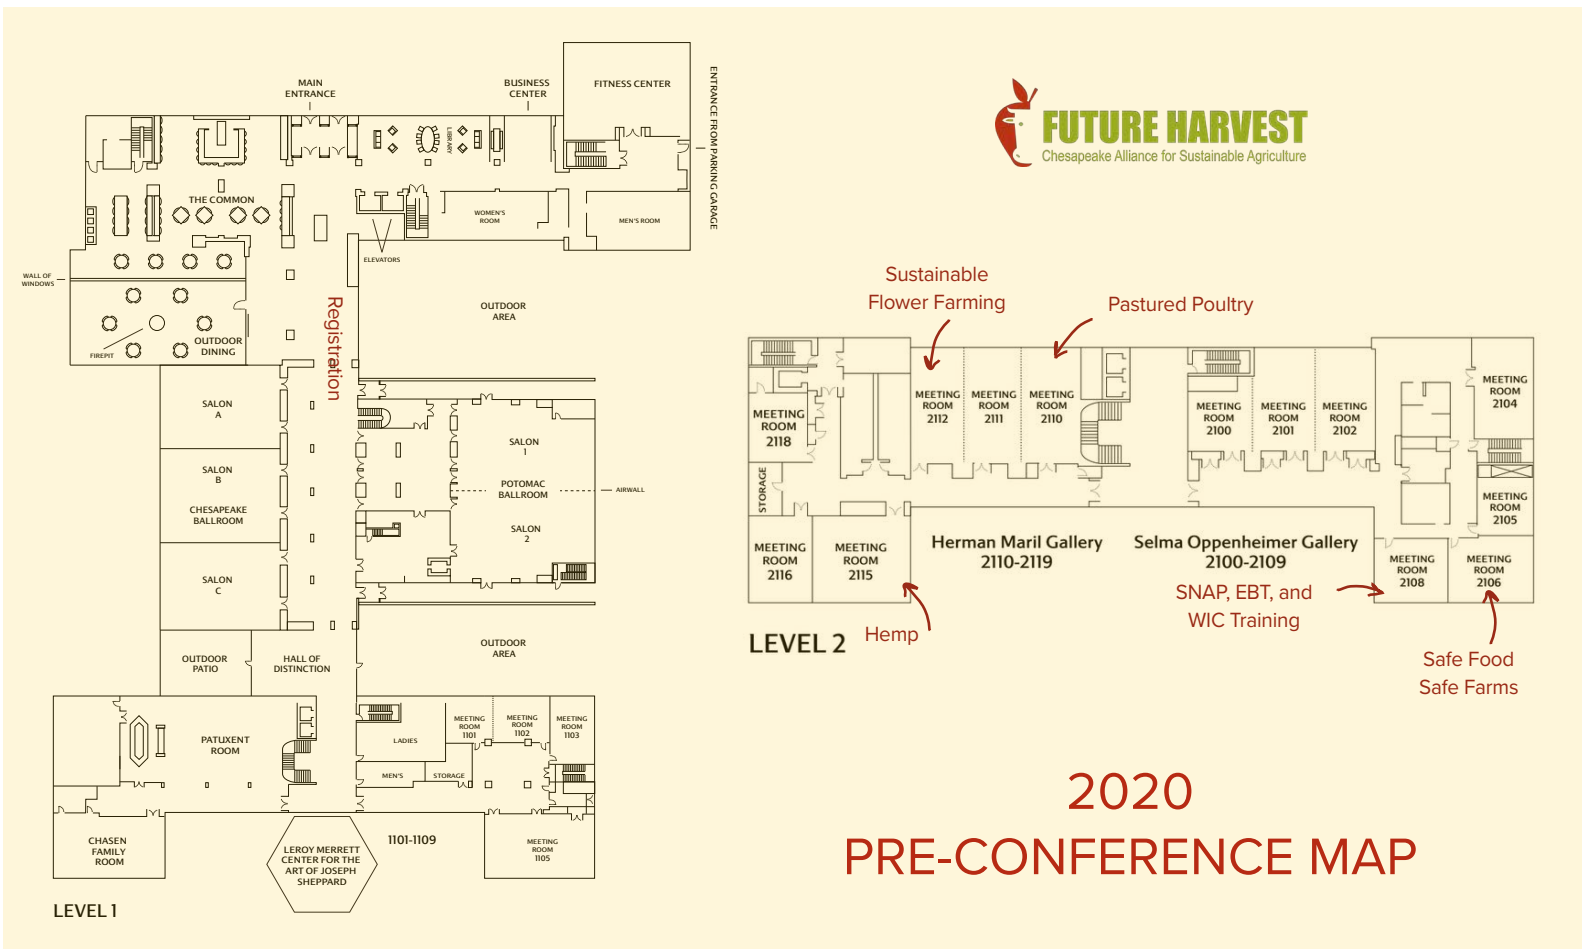 MAIN
ENTRANCE
BUSINESS
CENTER
FITNESS CENTER
ENTRANCE FROM PARKING GARAGE
LIBRARY
THE COMMON
WOMEN'S
ROOM
MEN'S ROOM
ELEVATORS
WALL OF
WINDOWS
OUTDOOR
AREA
Registration
FIREPIT
OUTDOOR
DINING
SALON
A
SALON
1
SALON
B
POTOMAC
BALLROOM
AIRWALL
CHESAPEAKE
BALLROOM
SALON
2
SALON
C
OUTDOOR
PATIO
HALL OF
DISTINCTION
OUTDOOR
AREA
PATUXENT
ROOM
LADIES
MEETING
ROOM
1101
MEETING
ROOM
1102
MEETING
ROOM
1103
MEN'S
STORAGE
CHASEN
FAMILY
ROOM
LEROY MERRETT
CENTER FOR THE
ART OF JOSEPH
SHEPPARD
1101-1109
MEETING
ROOM
1105
LEVEL 1
FUTURE HARVEST
Chesapeake Alliance for Sustainable Agriculture
Sustainable
Flower Farming
Pastured Poultry
MEETING
ROOM
2118
MEETING
ROOM
2112
MEETING
ROOM
2111
MEETING
ROOM
2110
MEETING
ROOM
2100
MEETING
ROOM
2101
MEETING
ROOM
2102
MEETING
ROOM
2104
STORAGE
MEETING
ROOM
2105
MEETING
ROOM
2116
MEETING
ROOM
2115
Herman Maril Gallery
2110-2119
Selma Oppenheimer Gallery
2100-2109
MEETING
ROOM
2108
MEETING
ROOM
2106
SNAP, EBT, and
WIC Training
LEVEL 2
Hemp
Safe Food
Safe Farms
2020
PRE-CONFERENCE MAP